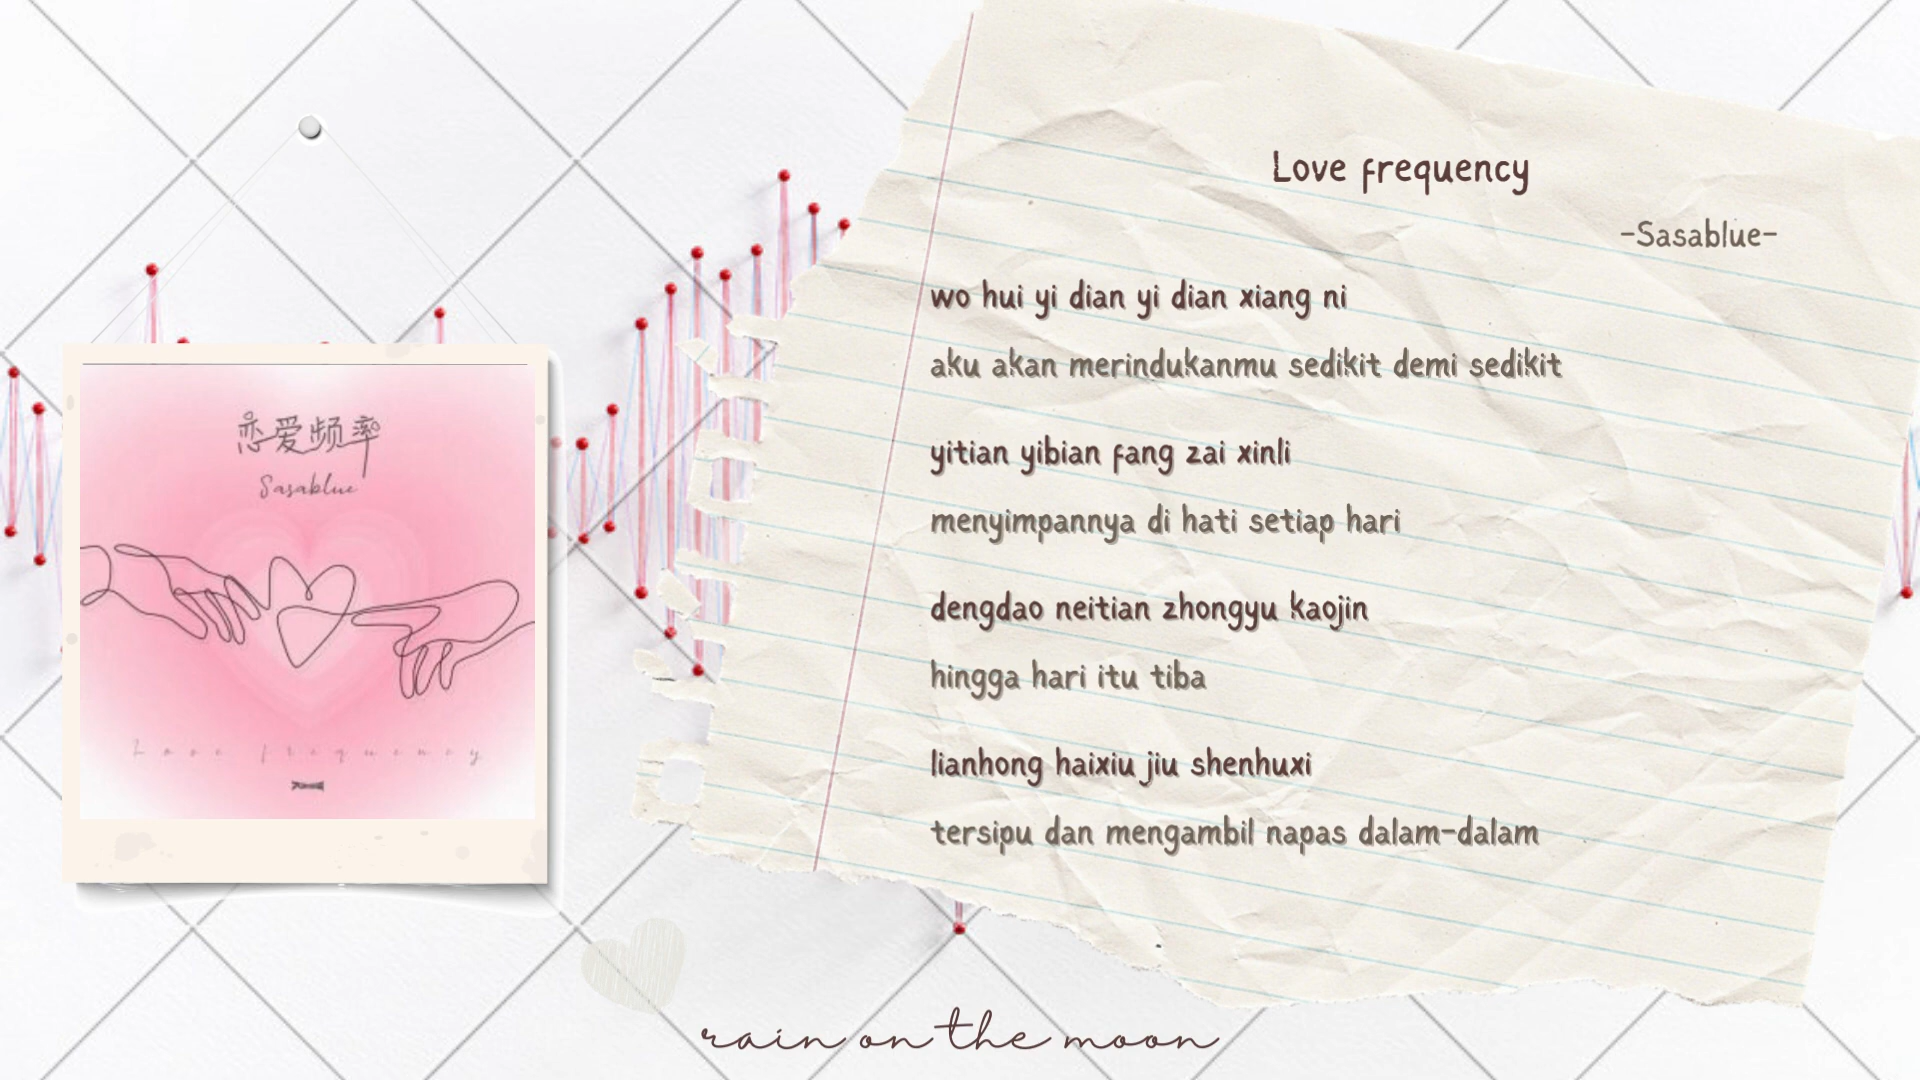 恋爱频率
Sasablue
Love frequency
Love frequency
-Sasablue-
wo hui yi dian yi dian xiang ni
aku akan merindukanmu sedikit demi sedikit
yitian yibian fang zai xinli
menyimpannya di hati setiap hari
dengdao neitian zhongyu kaojin
hingga hari itu tiba
lianhong haixiu jiu shenhuxi
tersipu dan mengambil napas dalam-dalam
rain on the moon